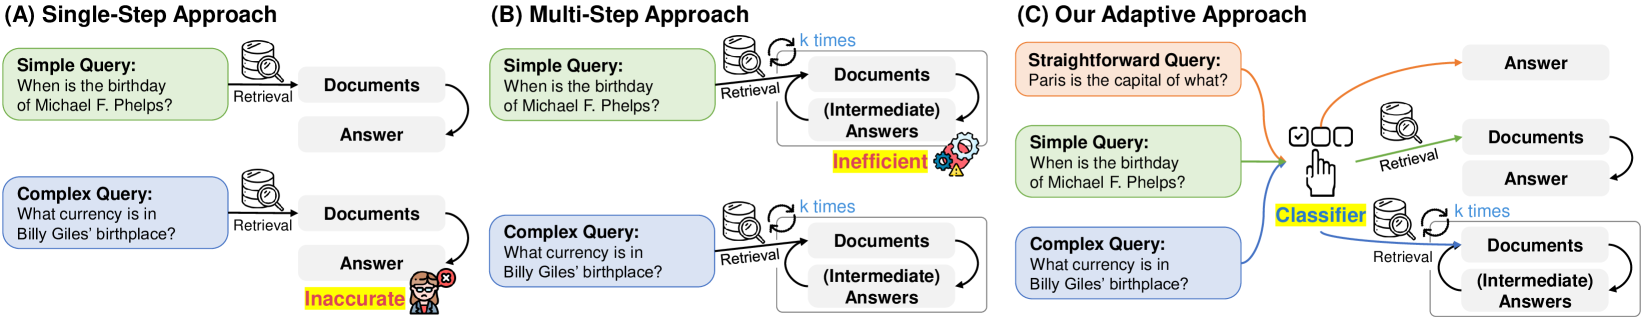 (A) Single-Step Approach
Simple Query:
When is the birthday
of Michael F. Phelps?
Retrieval
Documents
Answer
Complex Query:
What currency is in
Billy Giles’ birthplace?
Retrieval
Documents
Answer
Inaccurate
(B) Multi-Step Approach
Simple Query:
When is the birthday
of Michael F. Phelps?
Retrieval
k times
Documents
(Intermediate)
Answers
Inefficient
Complex Query:
What currency is in
Billy Giles’ birthplace?
Retrieval
k times
Documents
(Intermediate)
Answers
(C) Our Adaptive Approach
Straightforward Query:
Paris is the capital of what?
Simple Query:
When is the birthday
of Michael F. Phelps?
Complex Query:
What currency is in
Billy Giles’ birthplace?
Classifier
Answer
Retrieval
Documents
Answer
Retrieval
k times
Documents
(Intermediate)
Answers